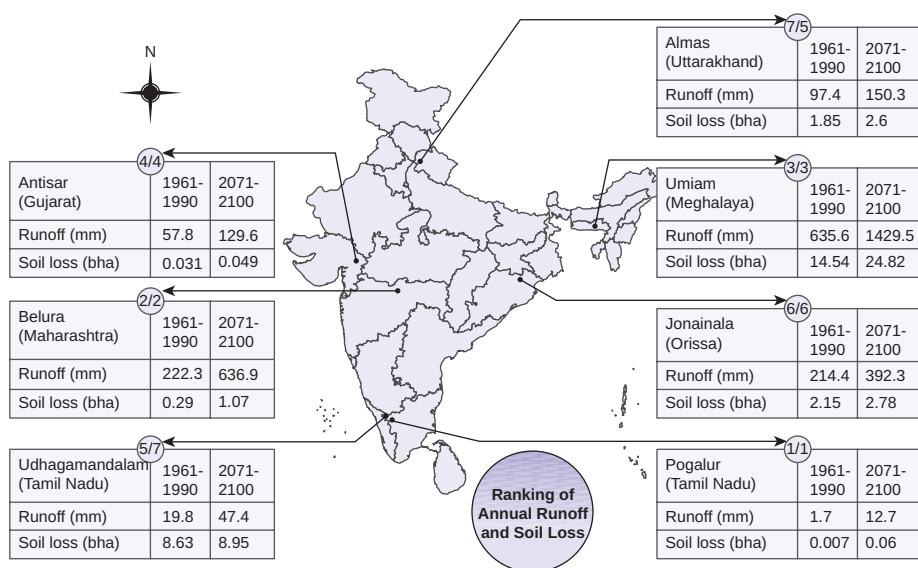 N
7/5
Almas
(Uttarakhand)
1961-
1990
2071-
2100
Runoff (mm) 97.4 150.3
Soil loss (bha) 1.85 2.6
4/4
Antisar
(Gujarat)
1961-
1990
2071-
2100
Runoff (mm) 57.8 129.6
Soil loss (bha) 0.031 0.049
3/3
Umiam
(Meghalaya)
1961-
1990
2071-
2100
Runoff (mm) 635.6 1429.5
Soil loss (bha) 14.54 24.82
2/2
Belura
(Maharashtra)
1961-
1990
2071-
2100
Runoff (mm) 222.3 636.9
Soil loss (bha) 0.29 1.07
6/6
Jonainala
(Orissa)
1961-
1990
2071-
2100
Runoff (mm) 214.4 392.3
Soil loss (bha) 2.15 2.78
5/7
Udhagamandalam
(Tamil Nadu)
1961-
1990
2071-
2100
Runoff (mm) 19.8 47.4
Soil loss (bha) 8.63 8.95
Ranking of
Annual Runoff
and Soil Loss
1/1
Pogalur
(Tamil Nadu)
1961-
1990
2071-
2100
Runoff (mm) 1.7 12.7
Soil loss (bha) 0.007 0.06